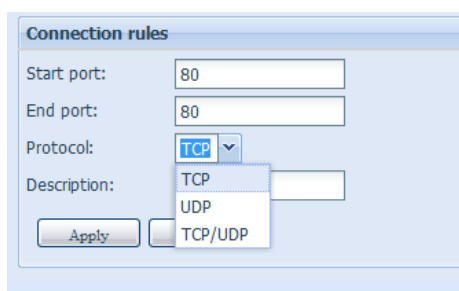 Connection rules
Start port: 80
End port: 80
Protocol: TCP
TCP
Description:
UDP
TCP/UDP
Apply